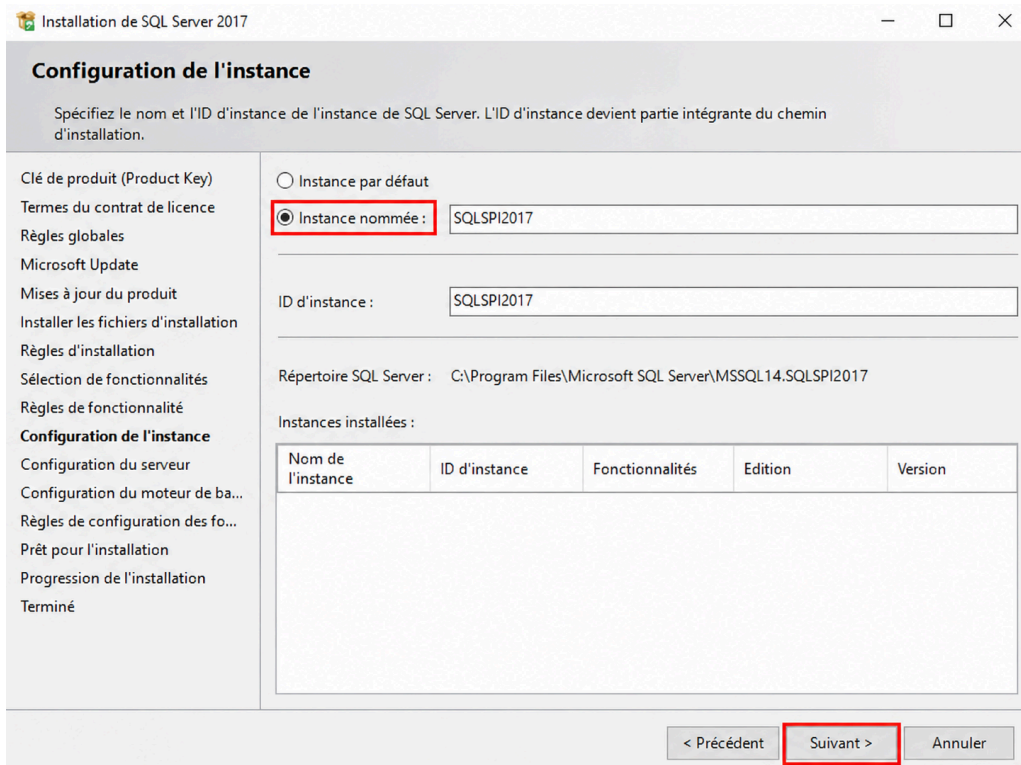 Installation de SQL Server 2017
Configuration de l'instance
Spécifiez le nom et l'ID d'instance de l'instance de SQL Server. L'ID d'instance devient partie intégrante du chemin
d'installation.
Clé de produit (Product Key)
Termes du contrat de licence
Règles globales
Microsoft Update
Mises à jour du produit
Installer les fichiers d'installation
Règles d'installation
Sélection de fonctionnalités
Règles de fonctionnalité
Configuration de l'instance
Configuration du serveur
Configuration du moteur de ba...
Règles de configuration des fo...
Prêt pour l'installation
Progression de l'installation
Terminé
Instance par défaut
Instance nommée : SQLSPI2017
ID d'instance : SQLSPI2017
Répertoire SQL Server : C:\Program Files\Microsoft SQL Server\MSSQL14.SQLSPI2017
Instances installées :
Nom de
l'instance
ID d'instance
Fonctionnalités
Edition
Version
< Précédent
Suivant >
Annuler